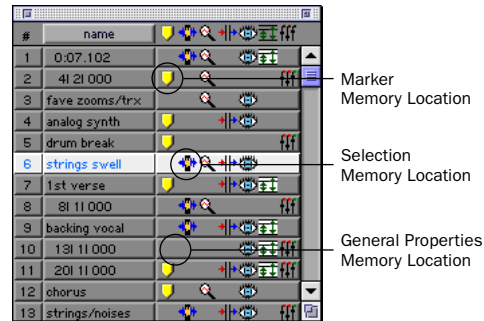 # name
1 0:07.102
2 4| 2| 000
3 fave zooms/trx
4 analog synth
5 drum break
6 strings swell
7 1st verse
8 8| 1| 000
9 backing vocal
10 13| 1| 000
11 20| 1| 000
12 chorus
13 strings/noises
Marker
Memory Location
Selection
Memory Location
General Properties
Memory Location